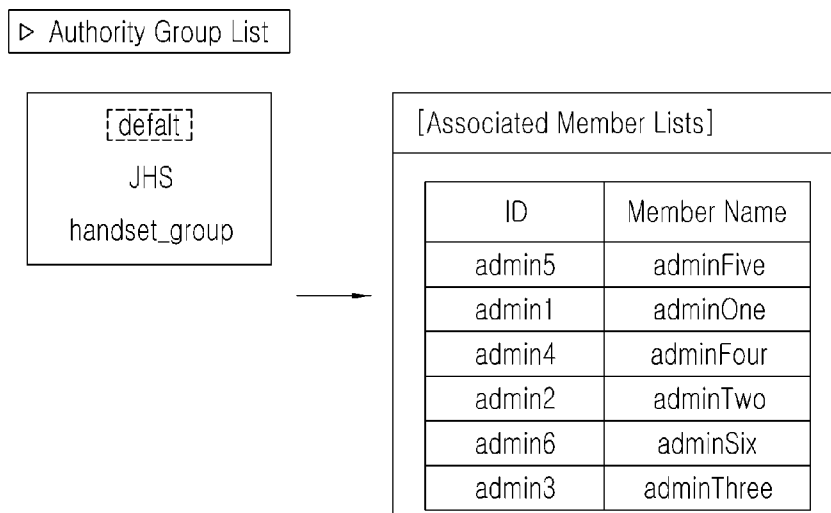 ▷ Authority Group List
defalt
JHS
handset_group
[Associated Member Lists]
ID Member Name
admin5 adminFive
admin1 adminOne
admin4 adminFour
admin2 adminTwo
admin6 adminSix
admin3 adminThree